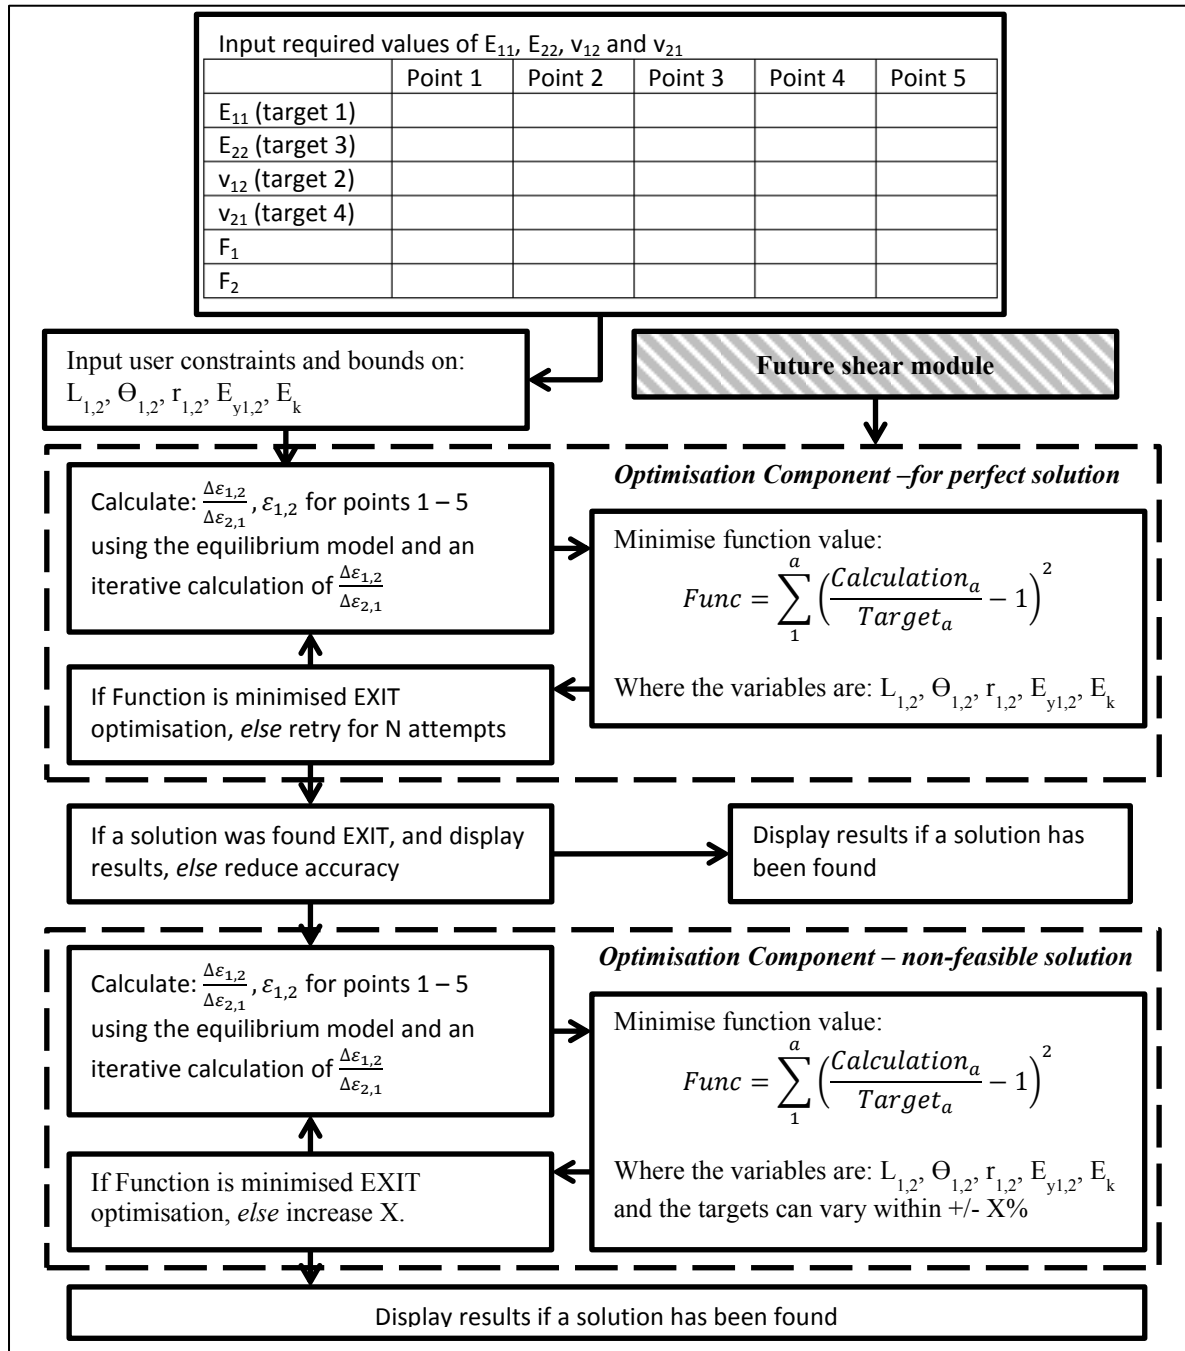 Input required values of E₁₁, E₂₂, v₁₂ and v₂₁
Point 1 Point 2 Point 3 Point 4 Point 5
E₁₁ (target 1)
E₂₂ (target 3)
v₁₂ (target 2)
v₂₁ (target 4)
F₁
F₂
Input user constraints and bounds on:
L₁,₂, ϴ₁,₂, r₁,₂, E_y1,2, E_k
Future shear module
Optimisation Component –for perfect solution
Calculate: Δε₁,₂/Δε₂,₁, ε₁,₂ for points 1 – 5
using the equilibrium model and an
iterative calculation of Δε₁,₂/Δε₂,₁
Minimise function value:
Func = ∑₁ᵃ (Calculationₐ/Targetₐ − 1)²
Where the variables are: L₁,₂, ϴ₁,₂, r₁,₂, E_y1,2, E_k
If Function is minimised EXIT
optimisation, else retry for N attempts
If a solution was found EXIT, and display
results, else reduce accuracy
Display results if a solution has
been found
Optimisation Component – non-feasible solution
Calculate: Δε₁,₂/Δε₂,₁, ε₁,₂ for points 1 – 5
using the equilibrium model and an
iterative calculation of Δε₁,₂/Δε₂,₁
Minimise function value:
Func = ∑₁ᵃ (Calculationₐ/Targetₐ − 1)²
Where the variables are: L₁,₂, ϴ₁,₂, r₁,₂, E_y1,2, E_k
and the targets can vary within +/- X%
If Function is minimised EXIT
optimisation, else increase X.
Display results if a solution has been found